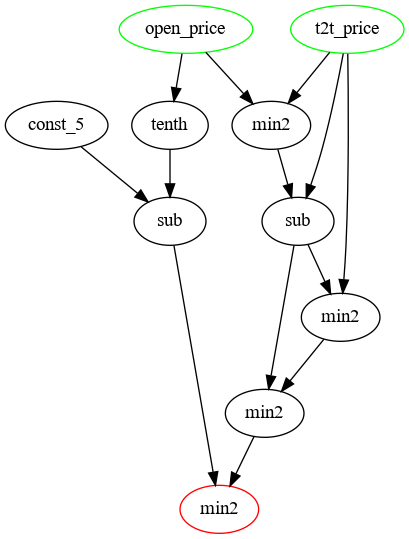 open_price t2t_price
const_5 tenth min2
sub sub
min2
min2
min2